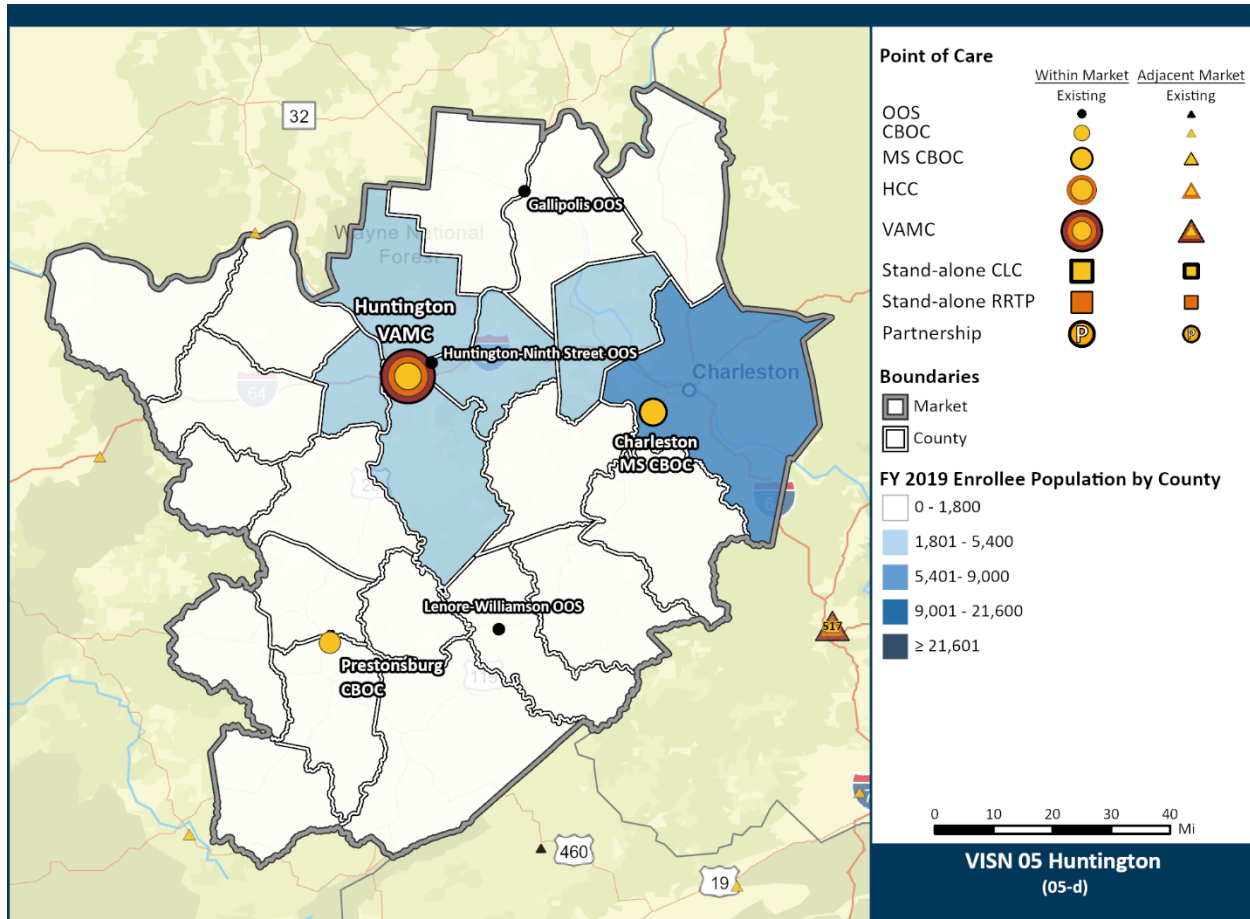 32
Gallipolis OOS
Wayne National
Forest
Huntington
VAMC
Huntington-Ninth Street OOS
64
Charleston
Charleston
MS CBOC
23
Lenore-Williamson OOS
Prestonsburg
CBOC
119
517
460
19
Point of Care
Within Market
Adjacent Market
Existing
Existing
OOS
CBOC
MS CBOC
HCC
VAMC
Stand-alone CLC
Stand-alone RRTP
Partnership
P
P
Boundaries
Market
County
FY 2019 Enrollee Population by County
0 - 1,800
1,801 - 5,400
5,401- 9,000
9,001 - 21,600
≥ 21,601
0 10 20 30 40
Mi
VISN 05 Huntington
(05-d)